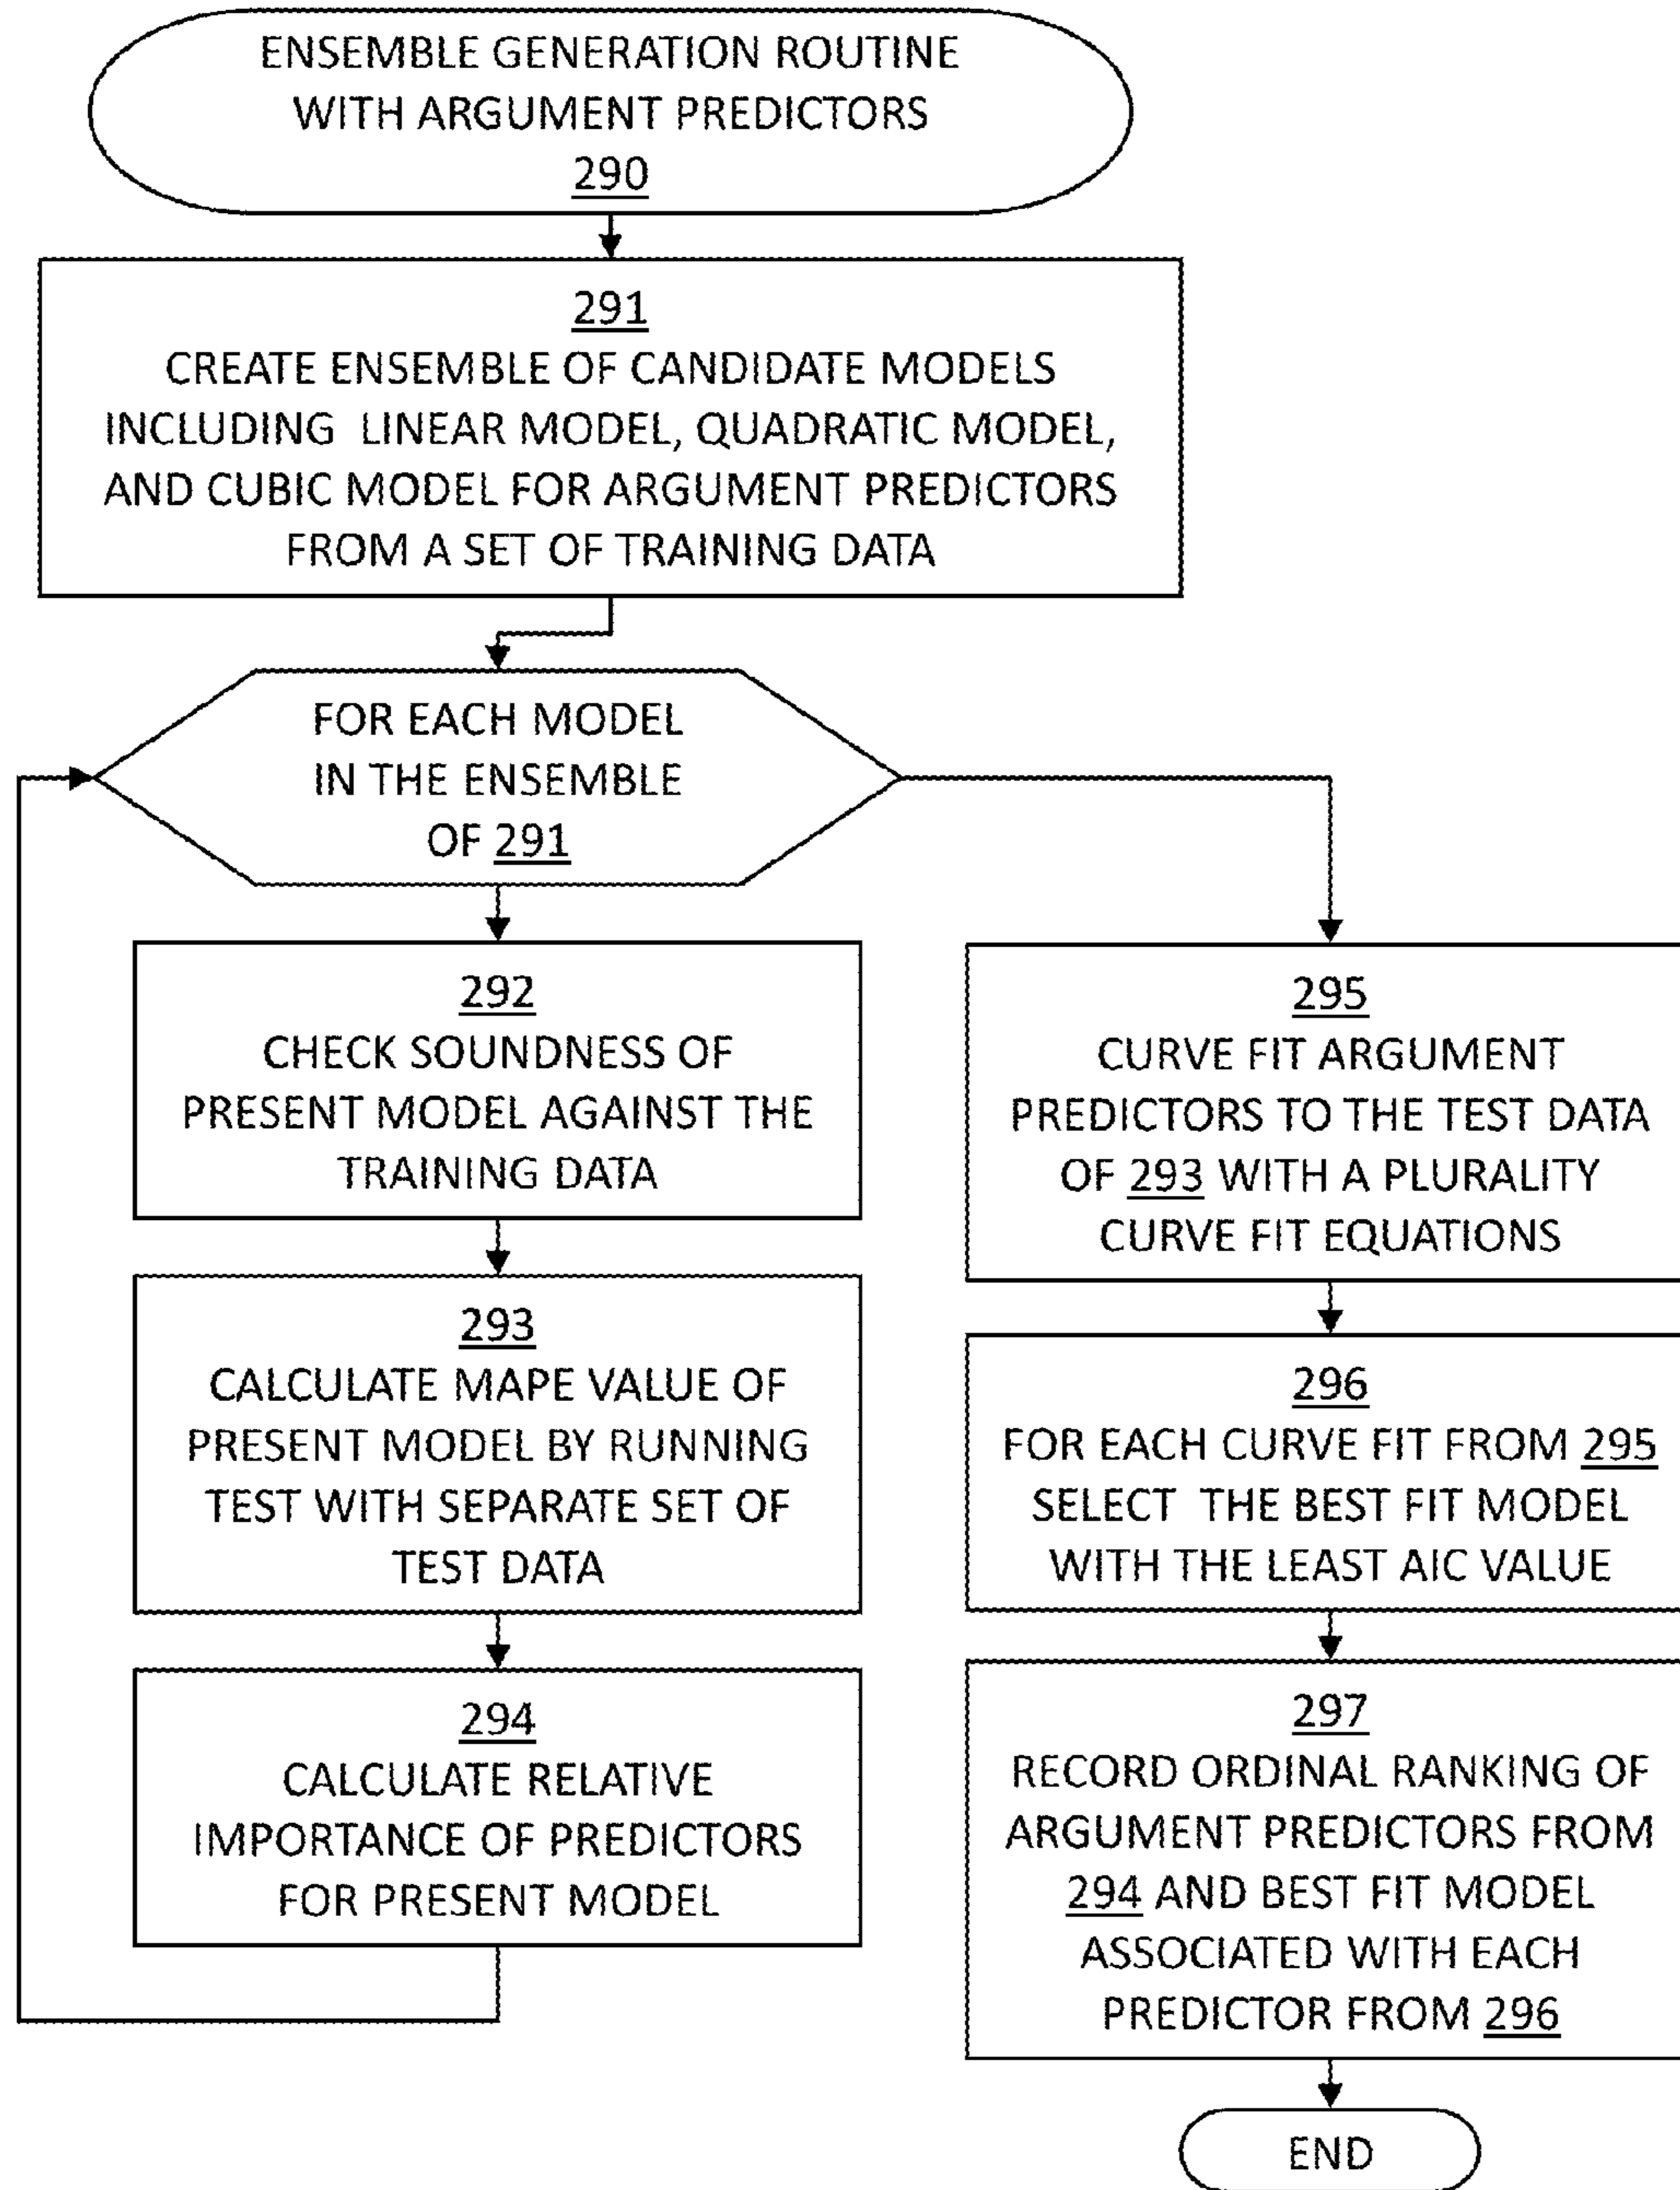 ENSEMBLE GENERATION ROUTINE
WITH ARGUMENT PREDICTORS
290
291
CREATE ENSEMBLE OF CANDIDATE MODELS
INCLUDING LINEAR MODEL, QUADRATIC MODEL,
AND CUBIC MODEL FOR ARGUMENT PREDICTORS
FROM A SET OF TRAINING DATA
FOR EACH MODEL
IN THE ENSEMBLE
OF 291
292
CHECK SOUNDNESS OF
PRESENT MODEL AGAINST THE
TRAINING DATA
293
CALCULATE MAPE VALUE OF
PRESENT MODEL BY RUNNING
TEST WITH SEPARATE SET OF
TEST DATA
294
CALCULATE RELATIVE
IMPORTANCE OF PREDICTORS
FOR PRESENT MODEL
295
CURVE FIT ARGUMENT
PREDICTORS TO THE TEST DATA
OF 293 WITH A PLURALITY
CURVE FIT EQUATIONS
296
FOR EACH CURVE FIT FROM 295
SELECT THE BEST FIT MODEL
WITH THE LEAST AIC VALUE
297
RECORD ORDINAL RANKING OF
ARGUMENT PREDICTORS FROM
294 AND BEST FIT MODEL
ASSOCIATED WITH EACH
PREDICTOR FROM 296
END